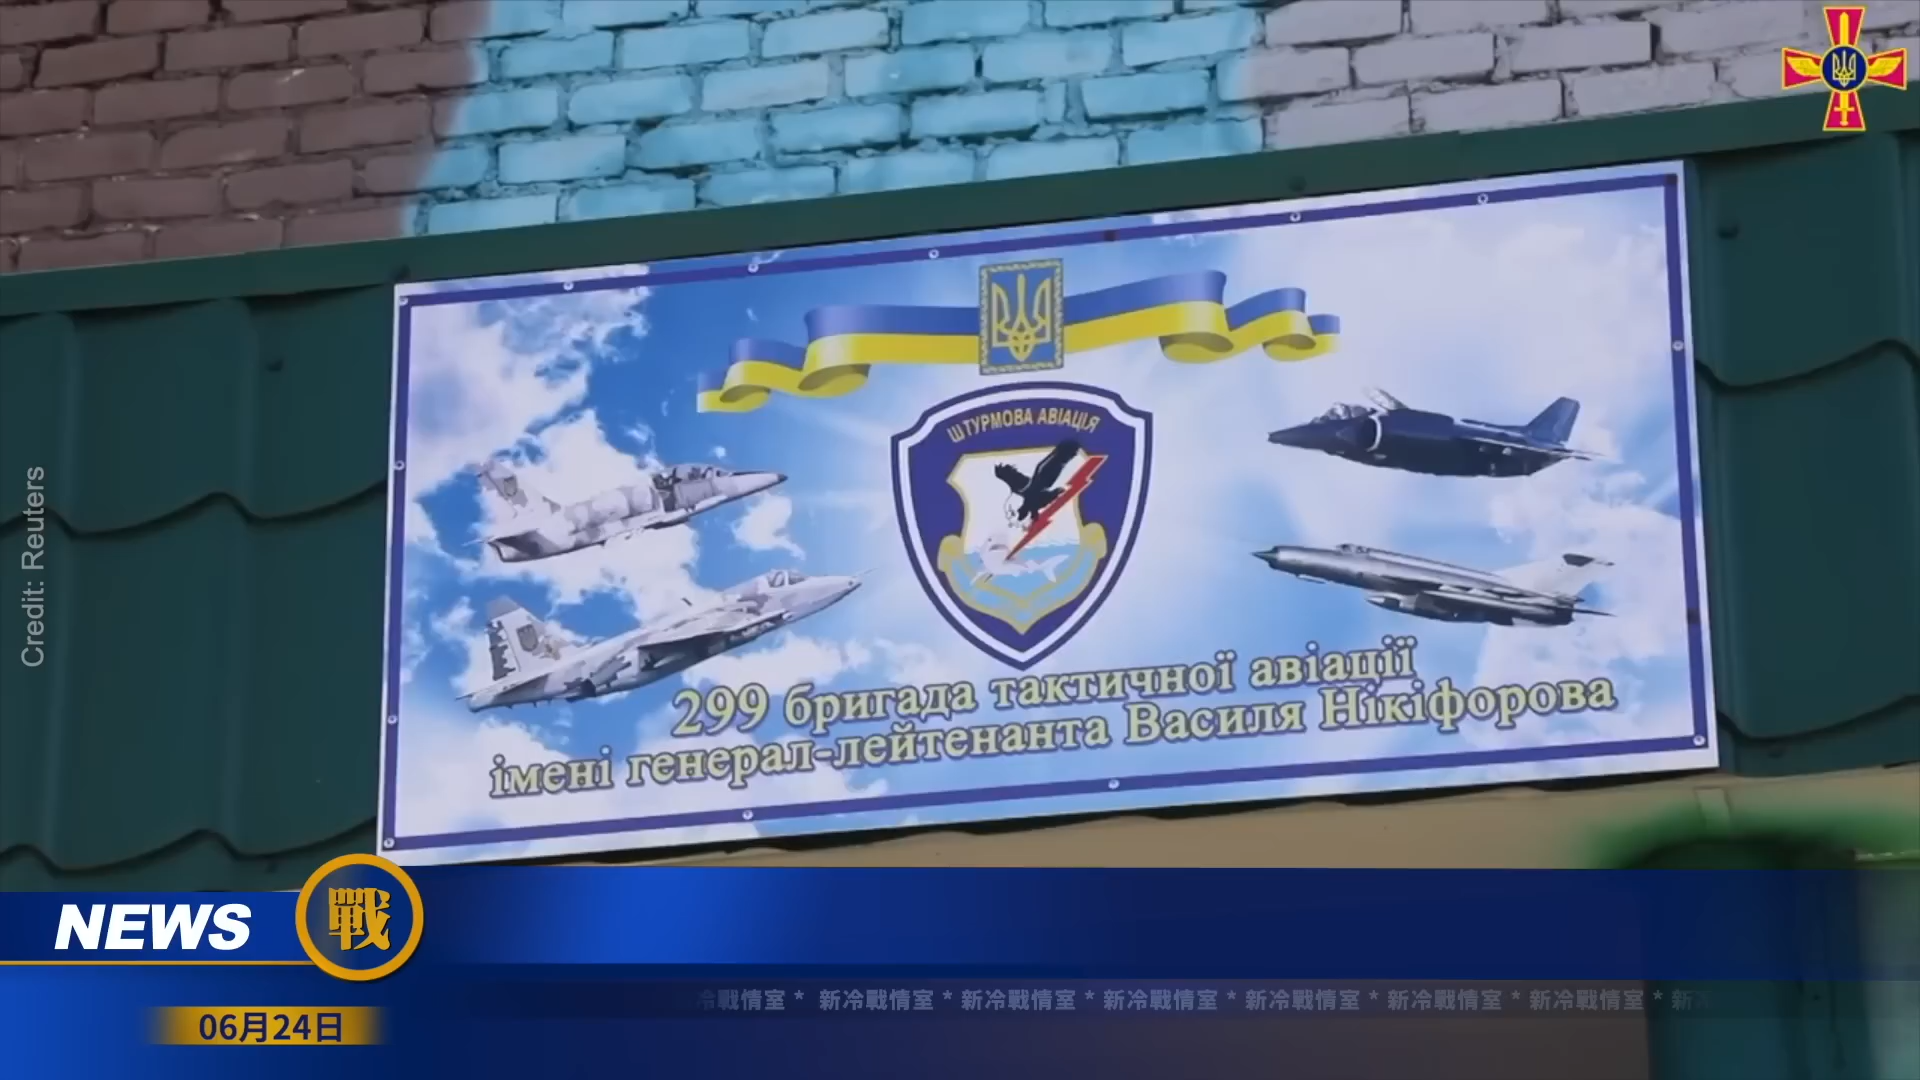 ШТУРМОВА АВІАЦІЯ
299 бригада тактичної авіації
імені генерал-лейтенанта Василя Нікіфорова
Credit: Reuters
NEWS 戰
06月24日
冷戰情室 * 新冷戰情室 * 新冷戰情室 * 新冷戰情室 * 新冷戰情室 * 新冷戰情室 * 新冷戰情室 * 新